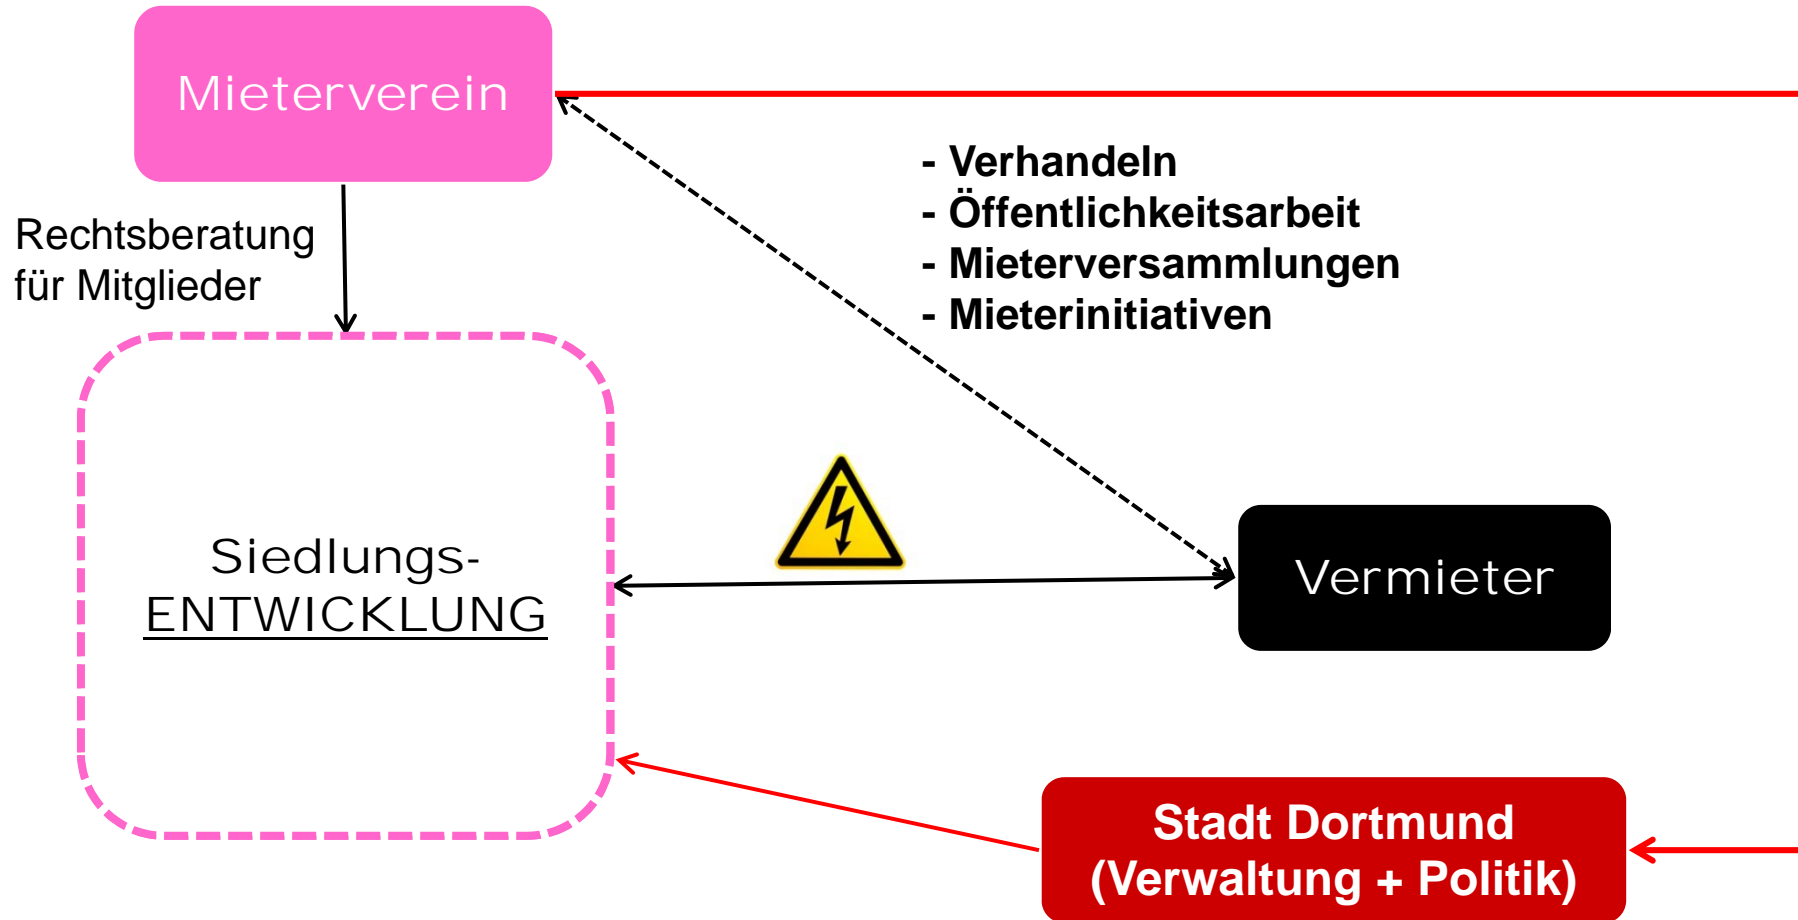 Mieterverein
- Verhandeln
- Öffentlichkeitsarbeit
- Mieterversammlungen
- Mieterinitiativen
Rechtsberatung
für Mitglieder
Siedlungs-
ENTWICKLUNG
Vermieter
Stadt Dortmund
(Verwaltung + Politik)